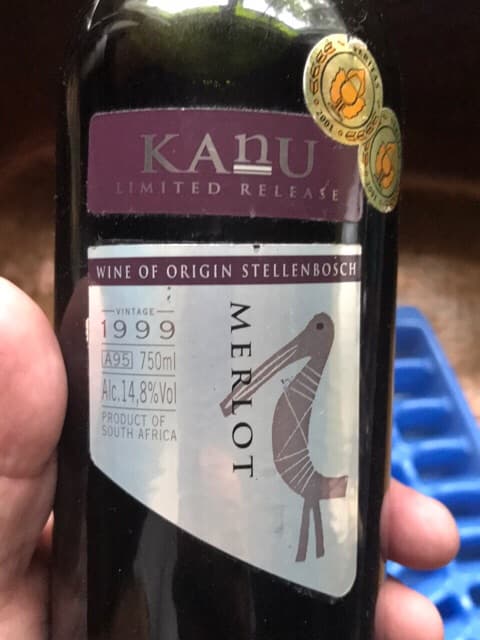 KAnU
LIMITED RELEASE
2001
WINE OF ORIGIN STELLENBOSCH
VINTAGE
1999
A95 750ml
Alc.14,8%Vol
PRODUCT OF
SOUTH AFRICA
MERLOT